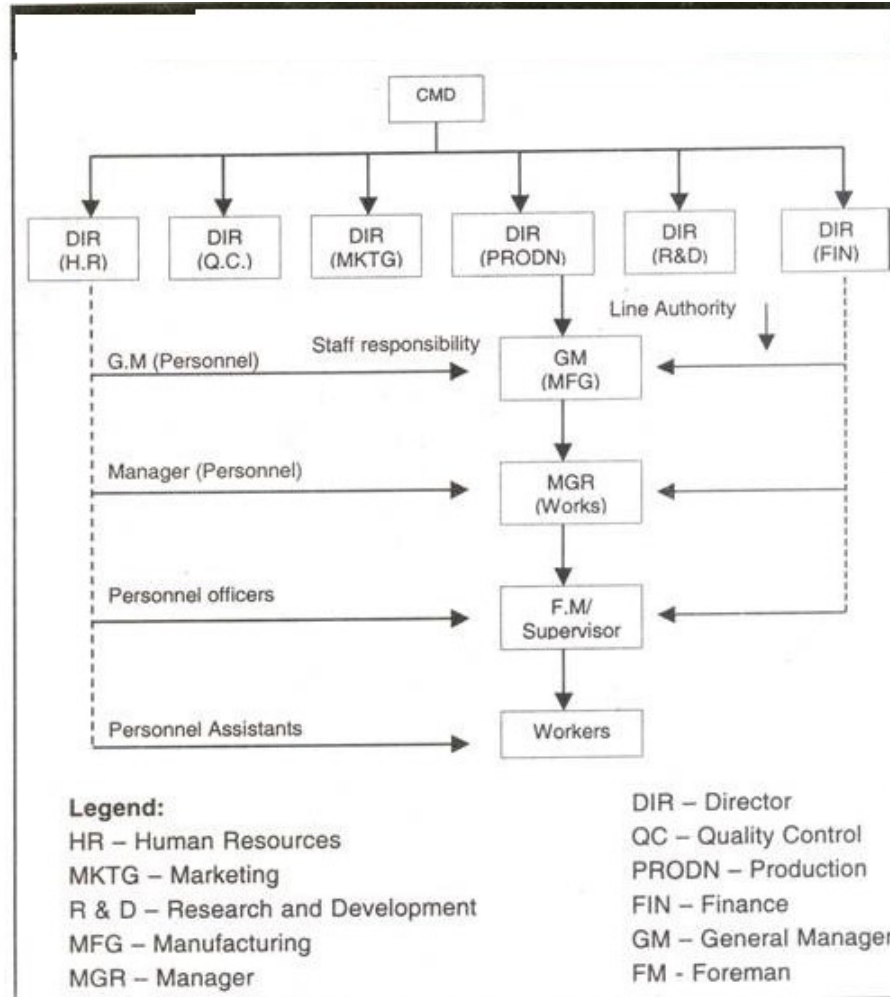 CMD
DIR
(H.R)
DIR
(Q.C.)
DIR
(MKTG)
DIR
(PRODN)
DIR
(R&D)
DIR
(FIN)
Line Authority
Staff responsibility
G.M (Personnel)
GM
(MFG)
Manager (Personnel)
MGR
(Works)
Personnel officers
F.M/
Supervisor
Personnel Assistants
Workers
Legend:
HR – Human Resources
MKTG – Marketing
R & D – Research and Development
MFG – Manufacturing
MGR – Manager
DIR – Director
QC – Quality Control
PRODN – Production
FIN – Finance
GM – General Manager
FM - Foreman